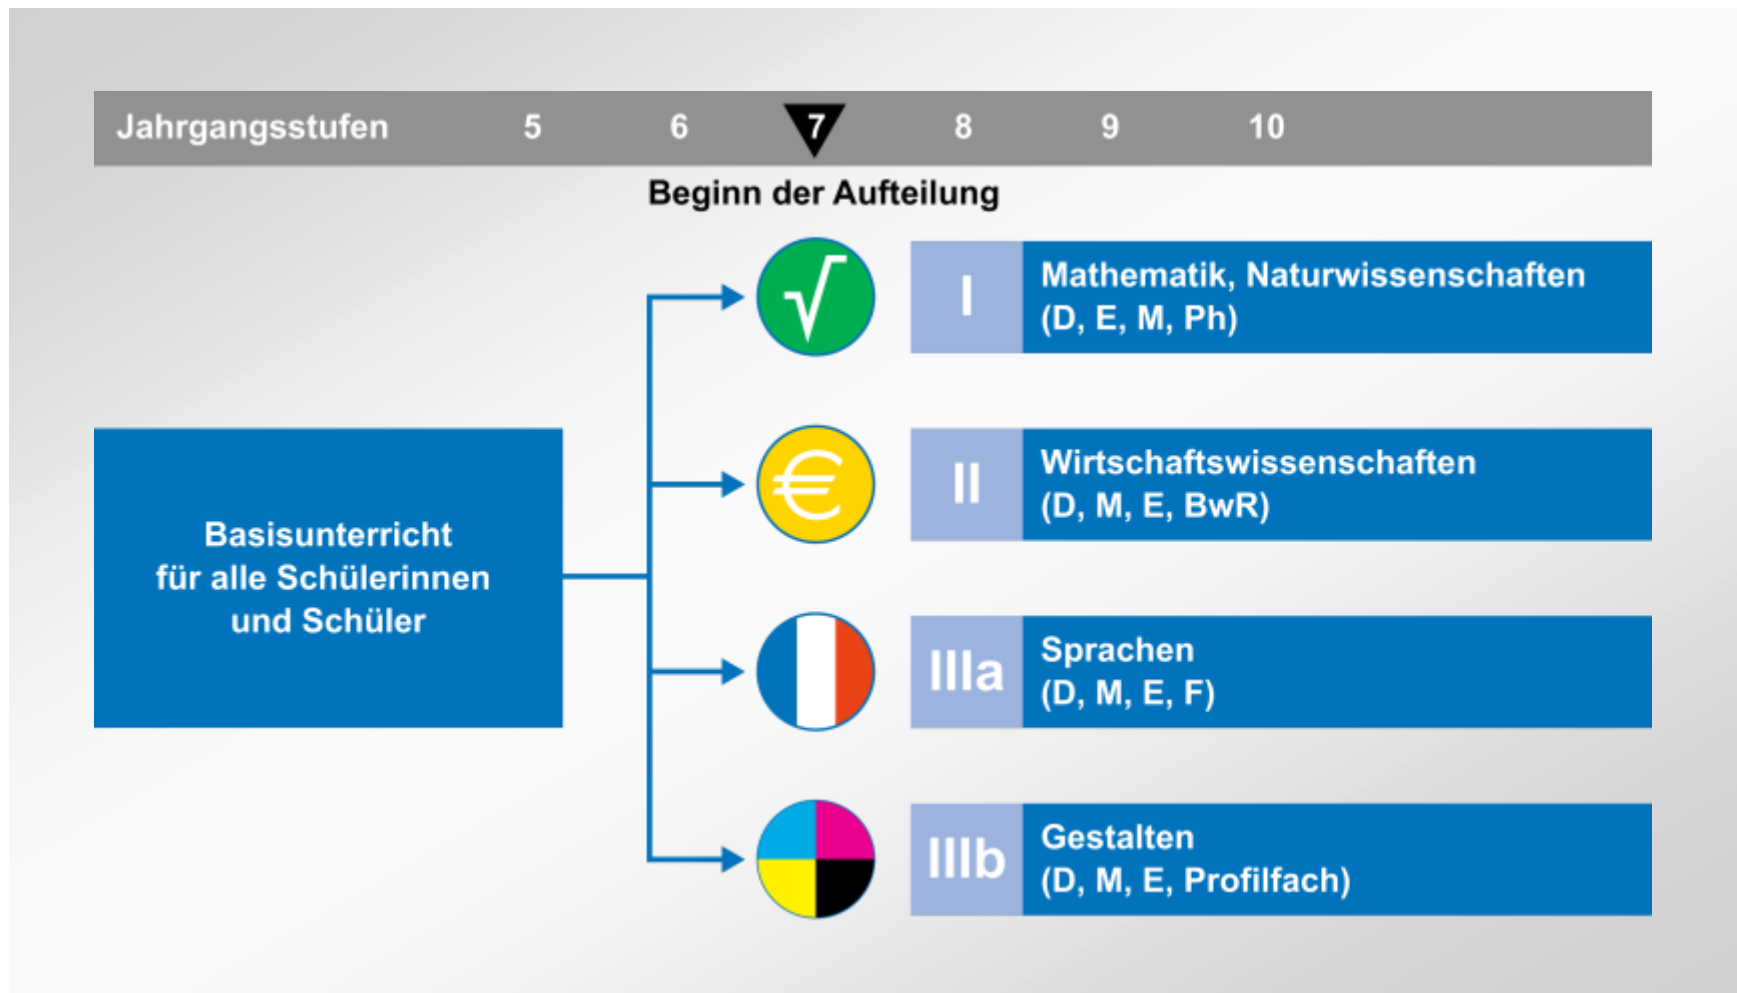 Jahrgangsstufen 5 6 7 8 9 10
Beginn der Aufteilung
Basisunterricht
für alle Schülerinnen
und Schüler
√
I
Mathematik, Naturwissenschaften
(D, E, M, Ph)
€
II
Wirtschaftswissenschaften
(D, M, E, BwR)
IIIa
Sprachen
(D, M, E, F)
IIIb
Gestalten
(D, M, E, Profilfach)